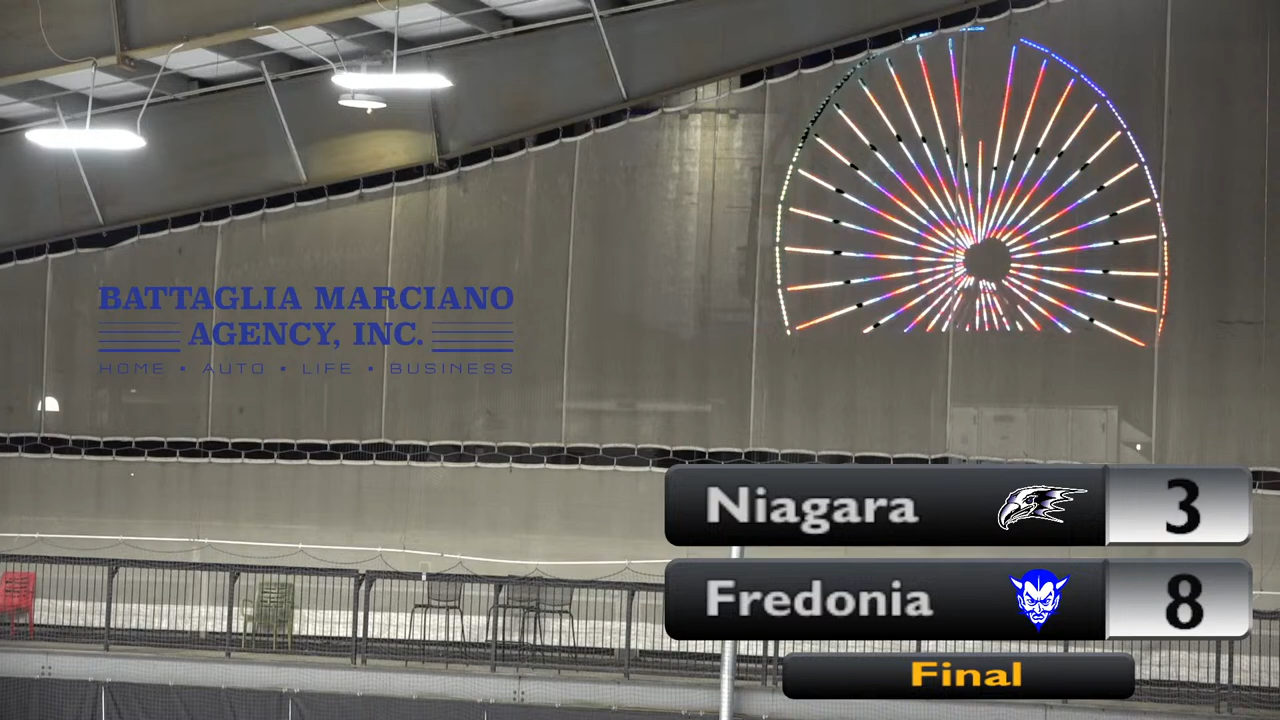 BATTAGLIA MARCIANO
AGENCY, INC.
HOME • AUTO • LIFE • BUSINESS
Niagara 3
Fredonia 8
Final